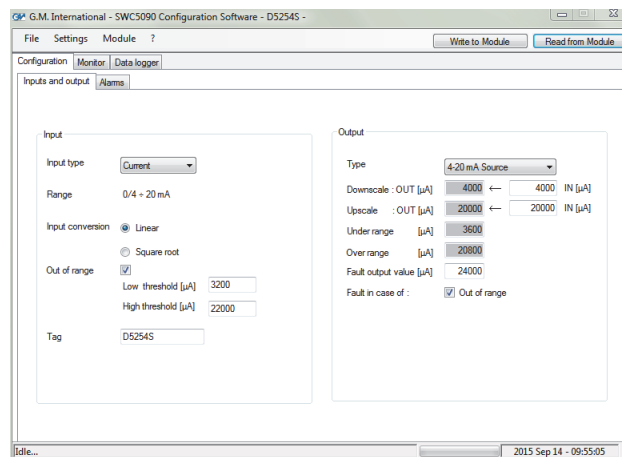 G.M. International - SWC5090 Configuration Software - D5254S -
File Settings Module ? Write to Module Read from Module
Configuration Monitor Data logger
Inputs and output Alarms
Input
Input type Current
Range 0/4 ÷ 20 mA
Input conversion Linear
Square root
Out of range
Low threshold [µA] 3200
High threshold [µA] 22000
Tag D5254S
Output
Type 4-20 mA Source
Downscale : OUT [µA] 4000 ← 4000 IN [µA]
Upscale : OUT [µA] 20000 ← 20000 IN [µA]
Under range [µA] 3600
Over range [µA] 20800
Fault output value [µA] 24000
Fault in case of : Out of range
Idle... 2015 Sep 14 - 09:55:05